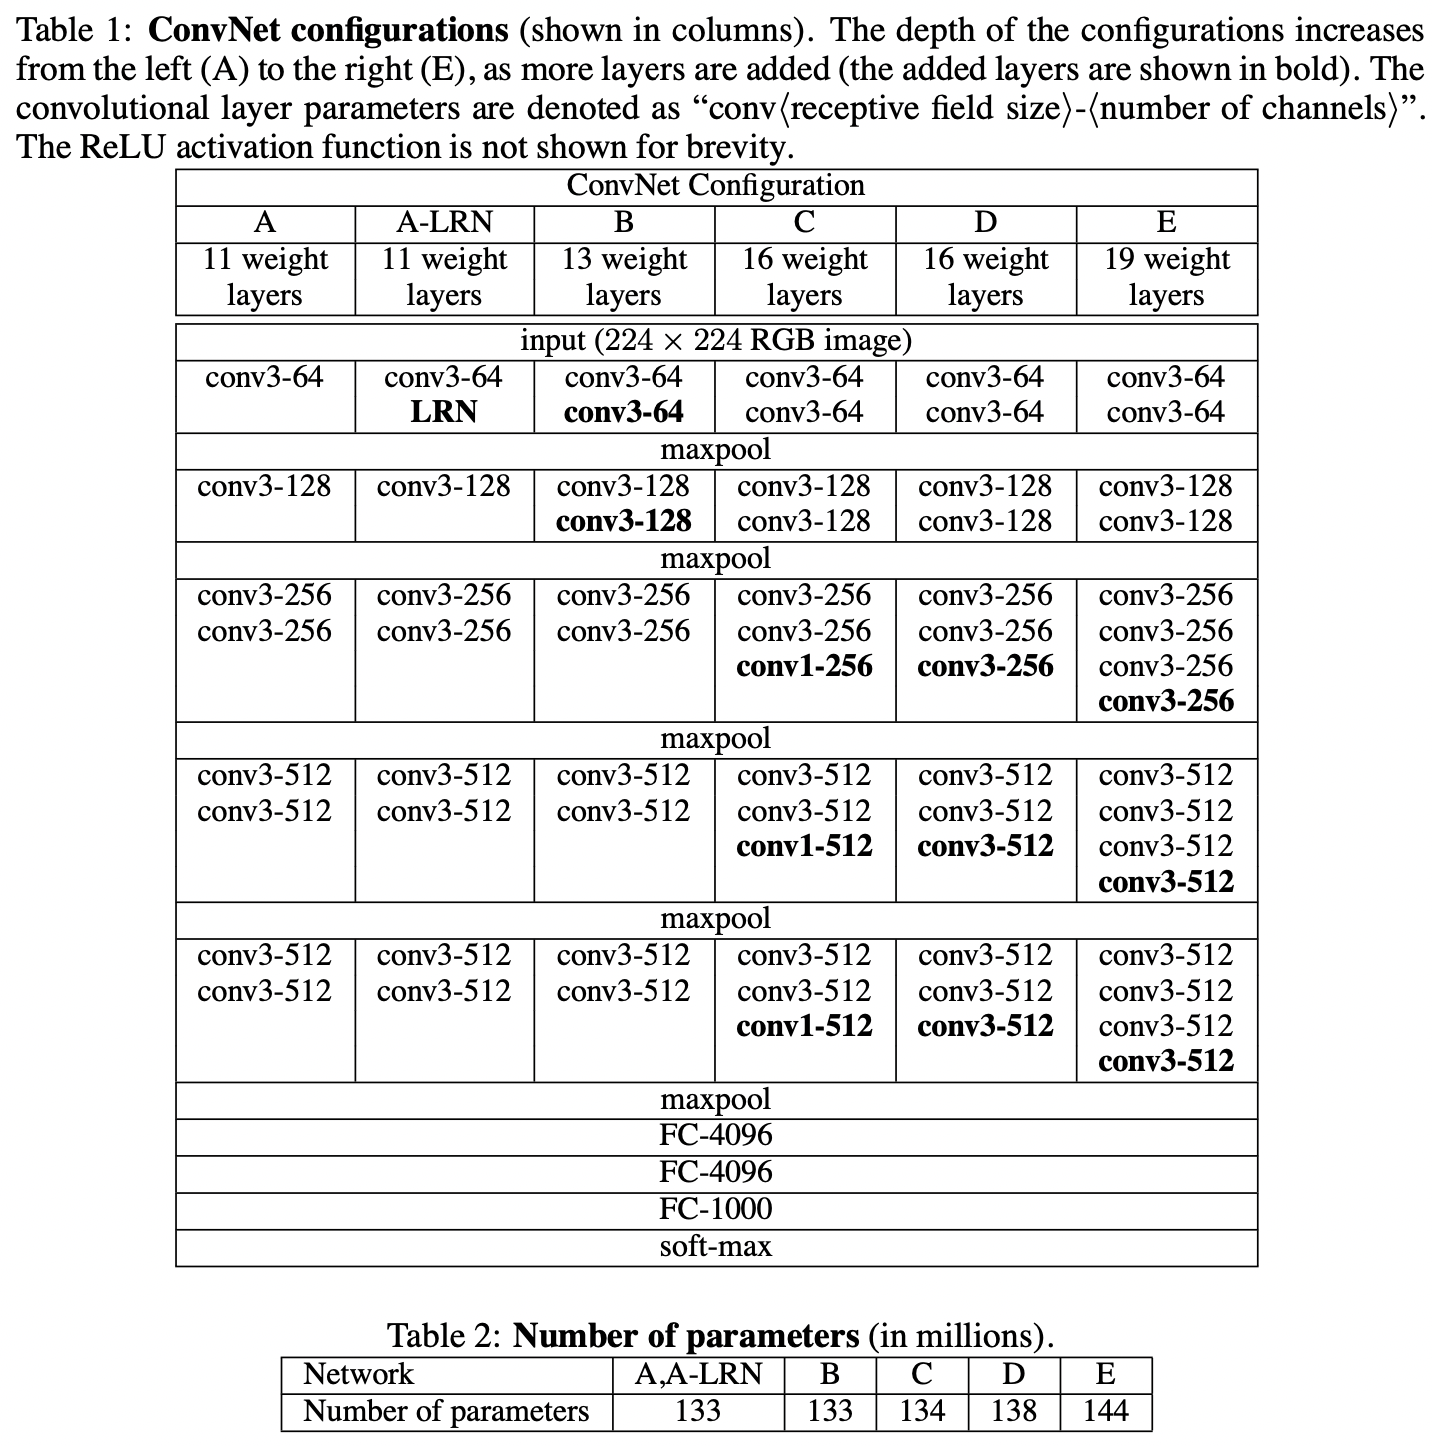 Table 1: ConvNet configurations (shown in columns). The depth of the configurations increases
from the left (A) to the right (E), as more layers are added (the added layers are shown in bold). The
convolutional layer parameters are denoted as “conv⟨receptive field size⟩-⟨number of channels⟩”.
The ReLU activation function is not shown for brevity.
ConvNet Configuration
A A-LRN B C D E
11 weight 11 weight 13 weight 16 weight 16 weight 19 weight
layers layers layers layers layers layers
input (224 × 224 RGB image)
conv3-64 conv3-64 conv3-64 conv3-64 conv3-64 conv3-64
LRN conv3-64 conv3-64 conv3-64 conv3-64
maxpool
conv3-128 conv3-128 conv3-128 conv3-128 conv3-128 conv3-128
conv3-128 conv3-128 conv3-128 conv3-128
maxpool
conv3-256 conv3-256 conv3-256 conv3-256 conv3-256 conv3-256
conv3-256 conv3-256 conv3-256 conv3-256 conv3-256 conv3-256
conv1-256 conv3-256 conv3-256
conv3-256
maxpool
conv3-512 conv3-512 conv3-512 conv3-512 conv3-512 conv3-512
conv3-512 conv3-512 conv3-512 conv3-512 conv3-512 conv3-512
conv1-512 conv3-512 conv3-512
conv3-512
maxpool
conv3-512 conv3-512 conv3-512 conv3-512 conv3-512 conv3-512
conv3-512 conv3-512 conv3-512 conv3-512 conv3-512 conv3-512
conv1-512 conv3-512 conv3-512
conv3-512
maxpool
FC-4096
FC-4096
FC-1000
soft-max
Table 2: Number of parameters (in millions).
Network A,A-LRN B C D E
Number of parameters 133 133 134 138 144